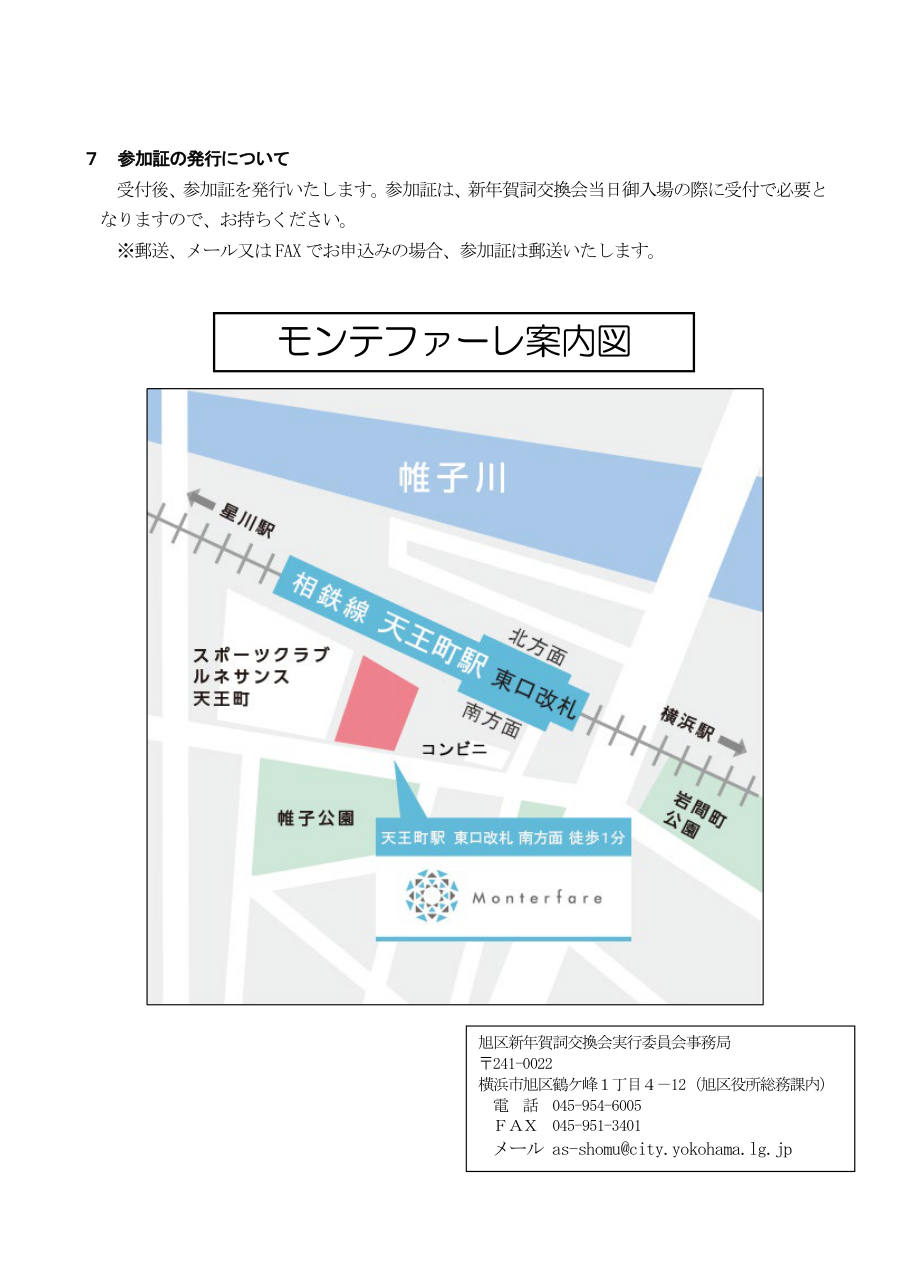 ７　参加証の発行について
受付後、参加証を発行いたします。参加証は、新年賀詞交換会当日御入場の際に受付で必要と
なりますので、お持ちください。
※郵送、メール又はFAXでお申込みの場合、参加証は郵送いたします。
モンテファーレ案内図
帷子川
星川駅
相鉄線 天王町駅
北方面
東口改札
南方面
スポーツクラブ
ルネサンス
天王町
横浜駅
コンビニ
岩間町
公園
帷子公園
天王町駅 東口改札 南方面 徒歩1分
Monterfare
旭区新年賀詞交換会実行委員会事務局
〒241-0022
横浜市旭区鶴ケ峰１丁目４－12（旭区役所総務課内）
電　話　045-954-6005
ＦＡＸ　045-951-3401
メール as-shomu@city.yokohama.lg.jp